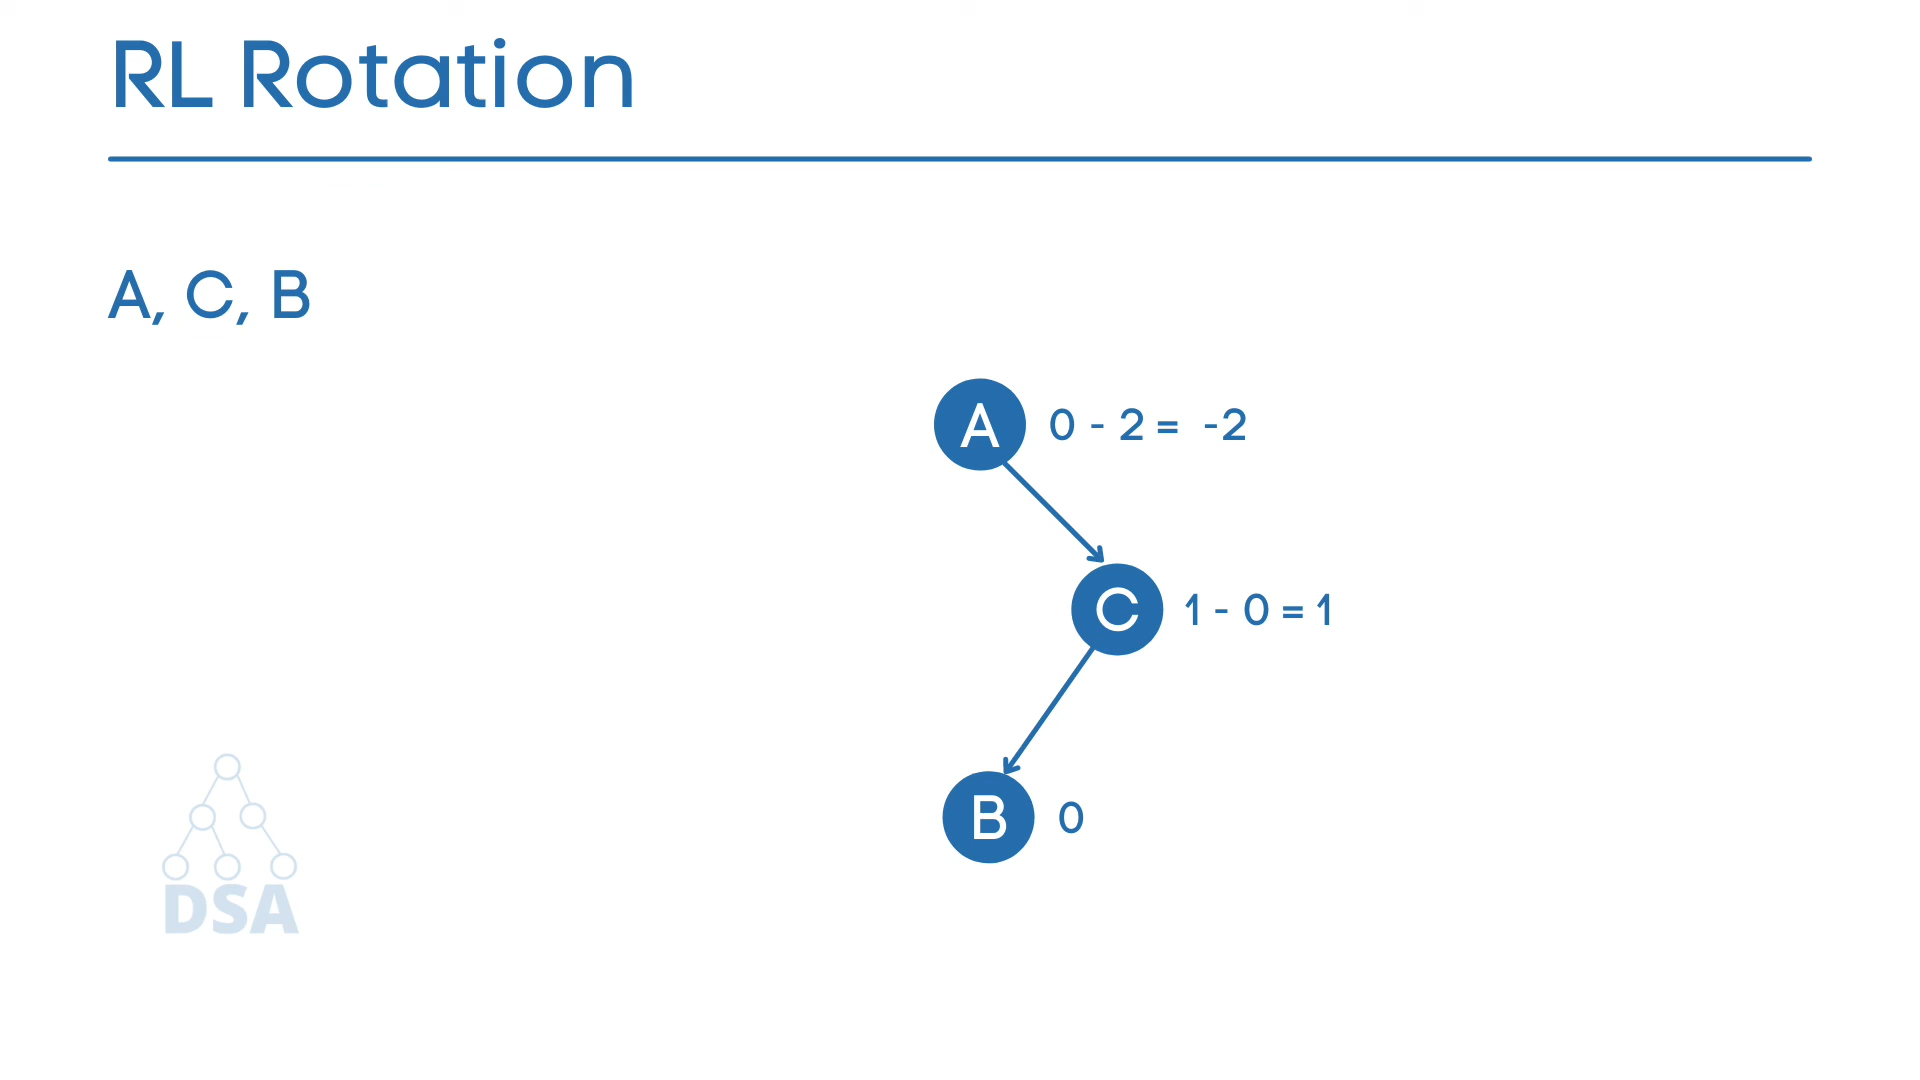 RL Rotation
A, C, B
A 0 - 2 = -2
C 1 - 0 = 1
B 0
DSA